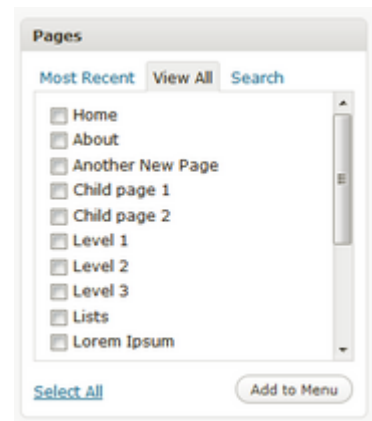 Pages
Most Recent View All Search
Home
About
Another New Page
Child page 1
Child page 2
Level 1
Level 2
Level 3
Lists
Lorem Ipsum
Select All Add to Menu